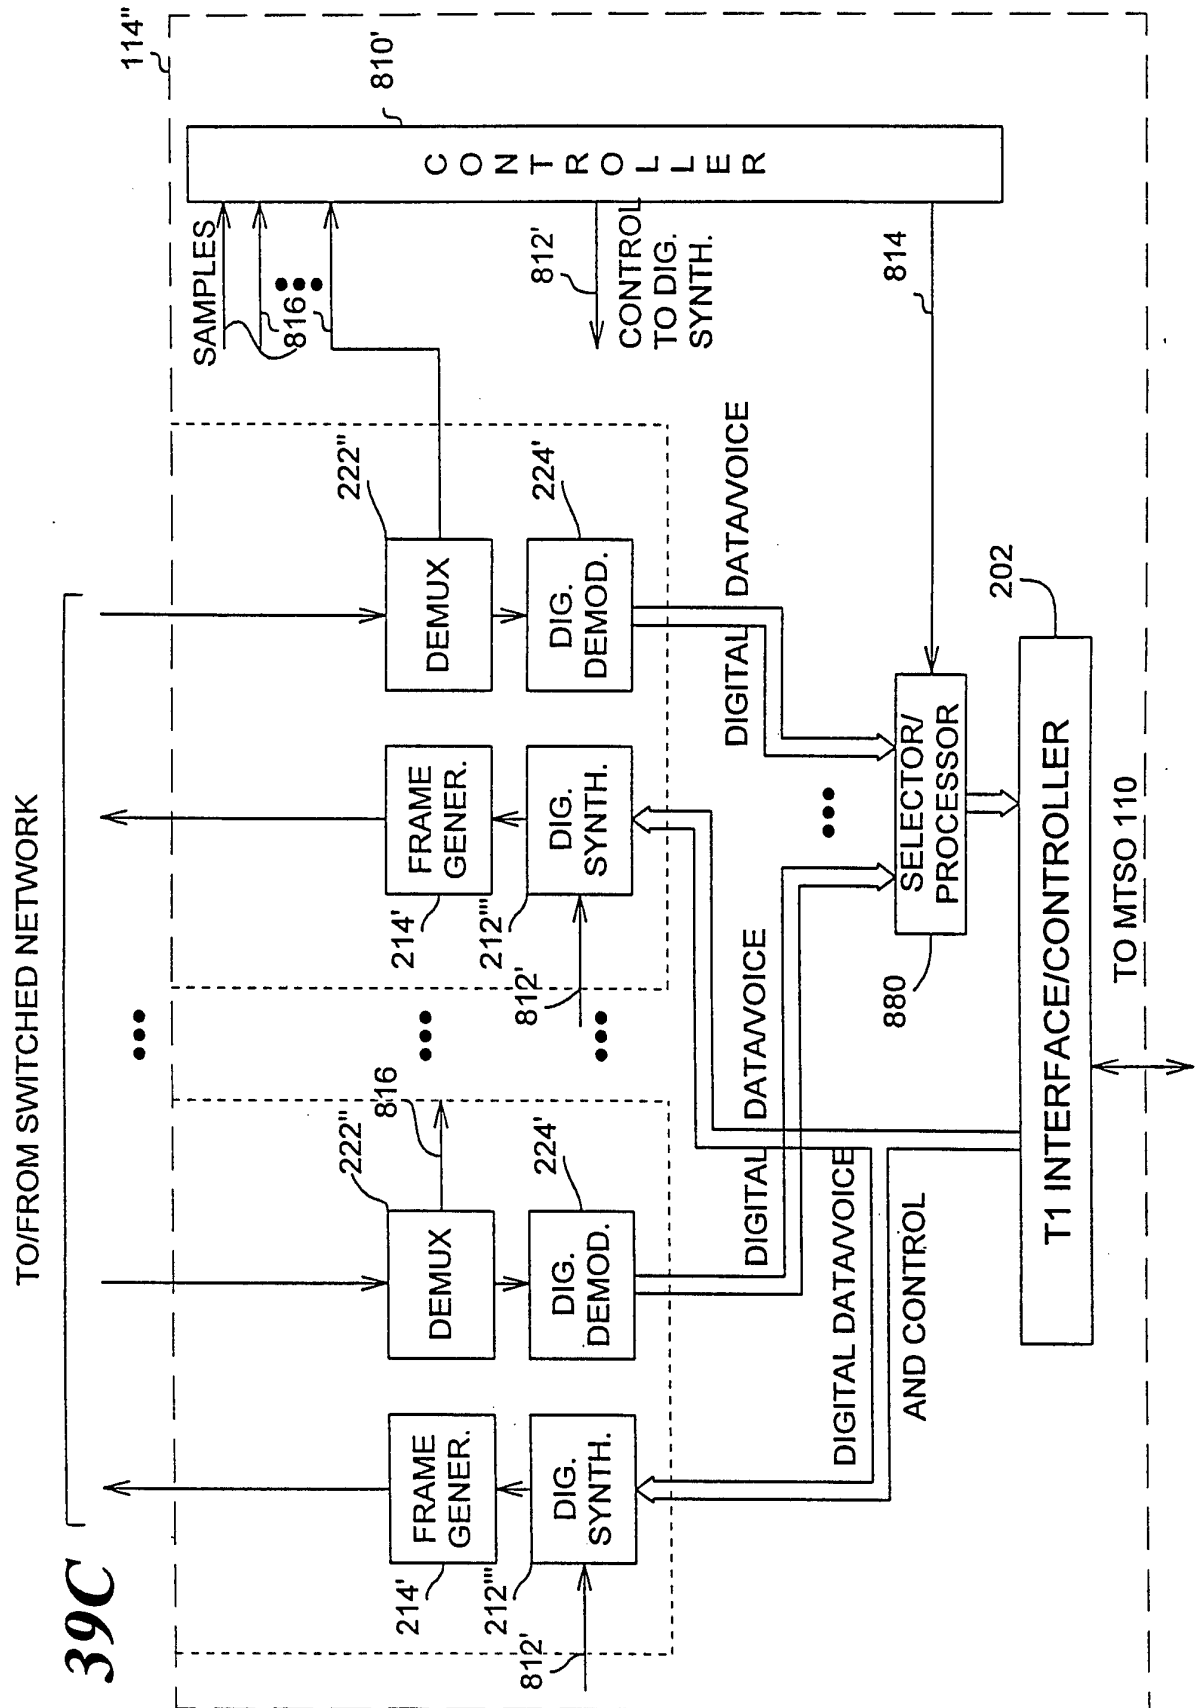 39C
TO/FROM SWITCHED NETWORK
114"
810'
CONTROLLER
SAMPLES
816
812'
CONTROL
TO DIG.
SYNTH.
814
222"
DEMUX
224'
DIG.
DEMOD.
FRAME
GENER.
214'
DIG.
SYNTH.
212'''
812'
816
222"
DEMUX
224'
DIG.
DEMOD.
FRAME
GENER.
214'
DIG.
SYNTH.
212'''
812'
DIGITAL DATA/VOICE
DIGITAL DATA/VOICE
DIGITAL DATA/VOICE
AND CONTROL
SELECTOR/
PROCESSOR
880
202
T1 INTERFACE/CONTROLLER
TO MTSO 110